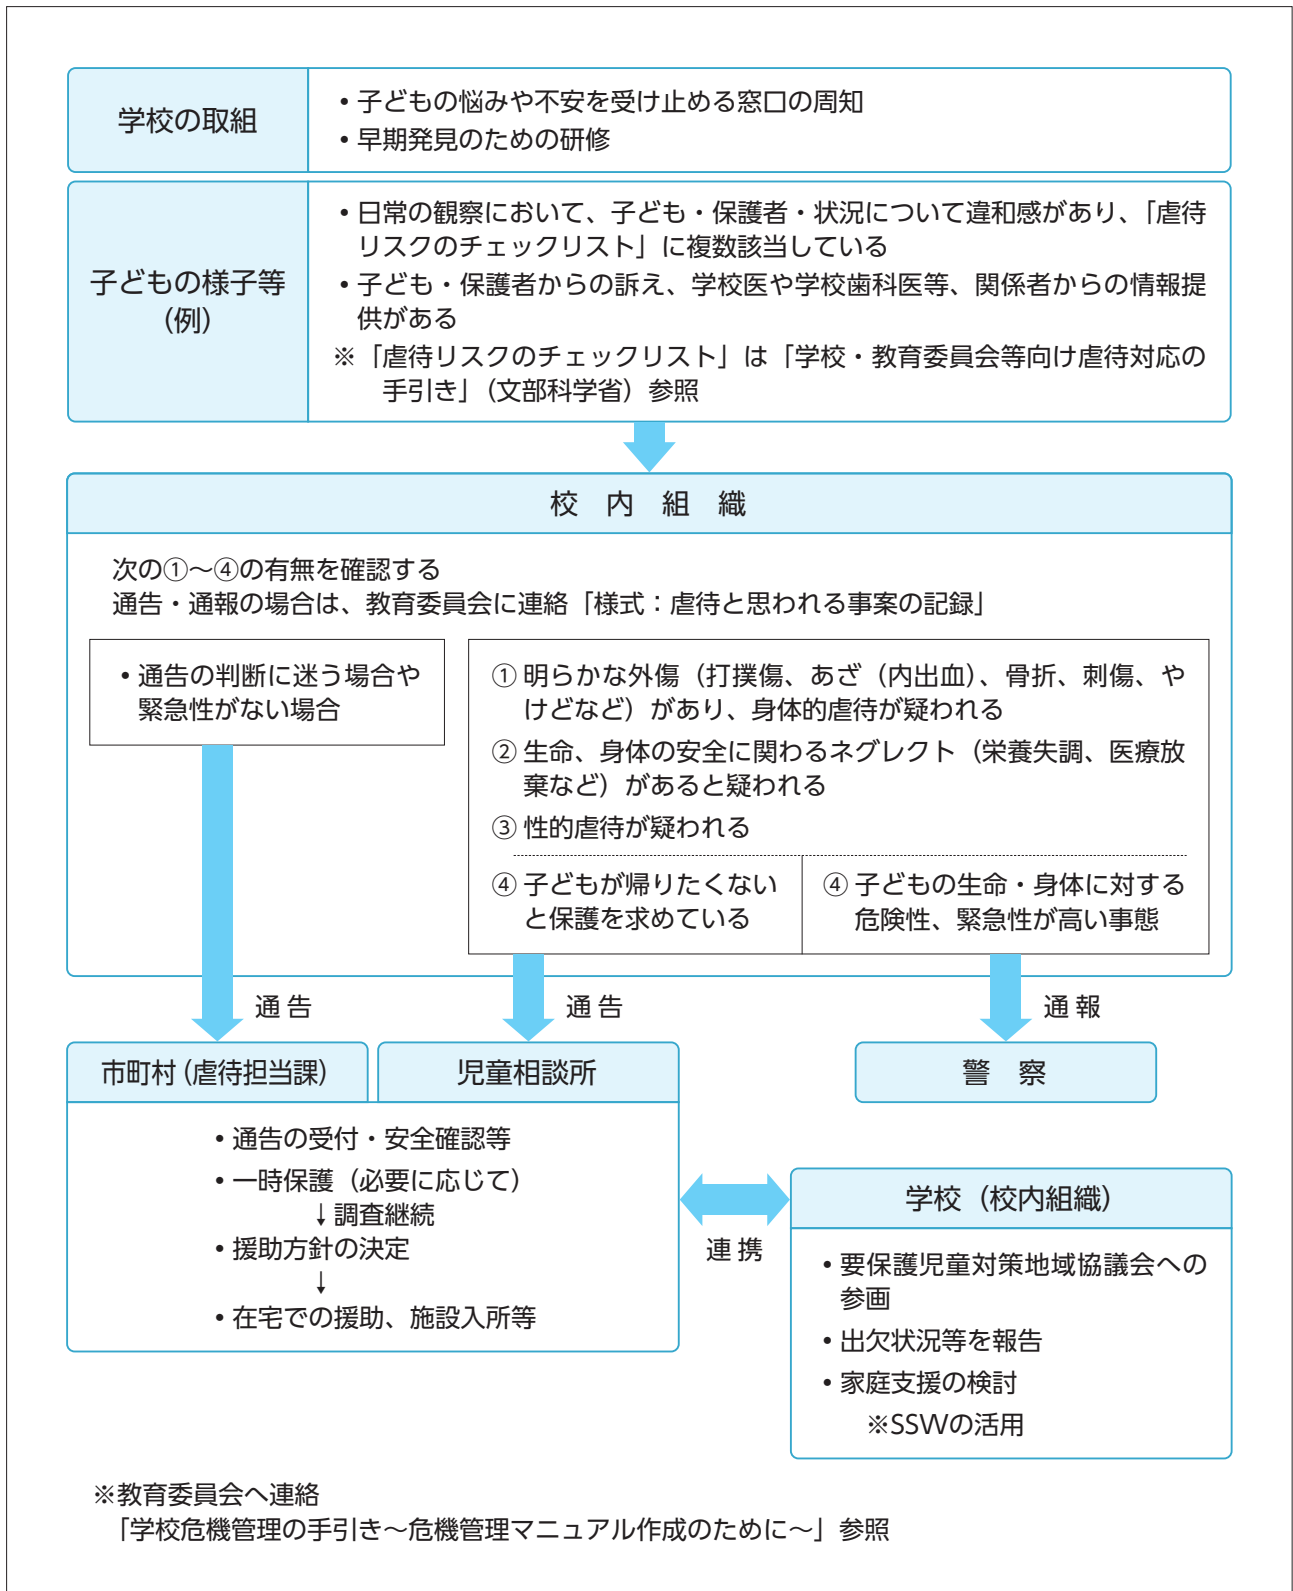 学校の取組
• 子どもの悩みや不安を受け止める窓口の周知
• 早期発見のための研修
子どもの様子等
（例）
• 日常の観察において、子ども・保護者・状況について違和感があり、「虐待
リスクのチェックリスト」に複数該当している
• 子ども・保護者からの訴え、学校医や学校歯科医等、関係者からの情報提
供がある
※「虐待リスクのチェックリスト」は「学校・教育委員会等向け虐待対応の
手引き」（文部科学省）参照
校 内 組 織
次の①～④の有無を確認する
通告・通報の場合は、教育委員会に連絡「様式：虐待と思われる事案の記録」
• 通告の判断に迷う場合や
緊急性がない場合
① 明らかな外傷（打撲傷、あざ（内出血）、骨折、刺傷、や
けどなど）があり、身体的虐待が疑われる
② 生命、身体の安全に関わるネグレクト（栄養失調、医療放
棄など）があると疑われる
③ 性的虐待が疑われる
④ 子どもが帰りたくない
と保護を求めている
④ 子どもの生命・身体に対する
危険性、緊急性が高い事態
通告
通告
通報
市町村（虐待担当課）
児童相談所
警 察
• 通告の受付・安全確認等
• 一時保護（必要に応じて）
↓調査継続
• 援助方針の決定
↓
• 在宅での援助、施設入所等
連携
学校（校内組織）
• 要保護児童対策地域協議会への
参画
• 出欠状況等を報告
• 家庭支援の検討
※SSWの活用
※教育委員会へ連絡
「学校危機管理の手引き～危機管理マニュアル作成のために～」参照